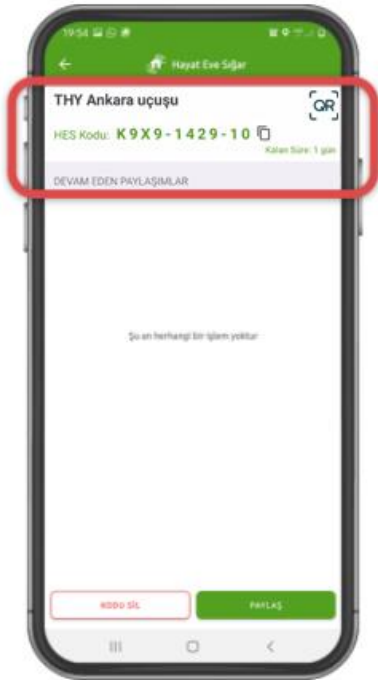 19:54
Hayat Eve Sığar
THY Ankara uçuşu
QR
HES Kodu: K9X9-1429-10
Kalan Süre: 1 gün
DEVAM EDEN PAYLAŞIMLAR
Şu an herhangi bir işlem yoktur
KODU SİL
PAYLAŞ